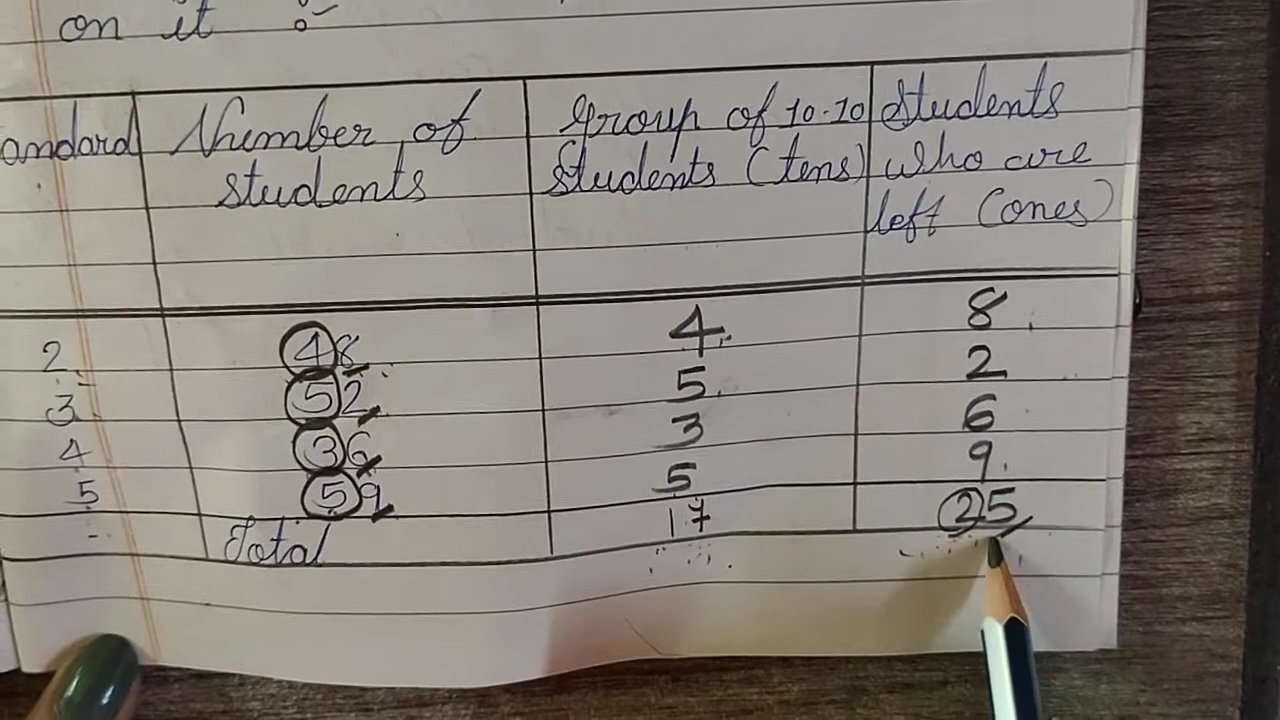 on it :-
andard Number of students Group of 10-10 Students (tens) Students who are left (ones)
2 48 4 8
3 52 5 2
4 36 3 6
5 59 5 9
Total 17 25